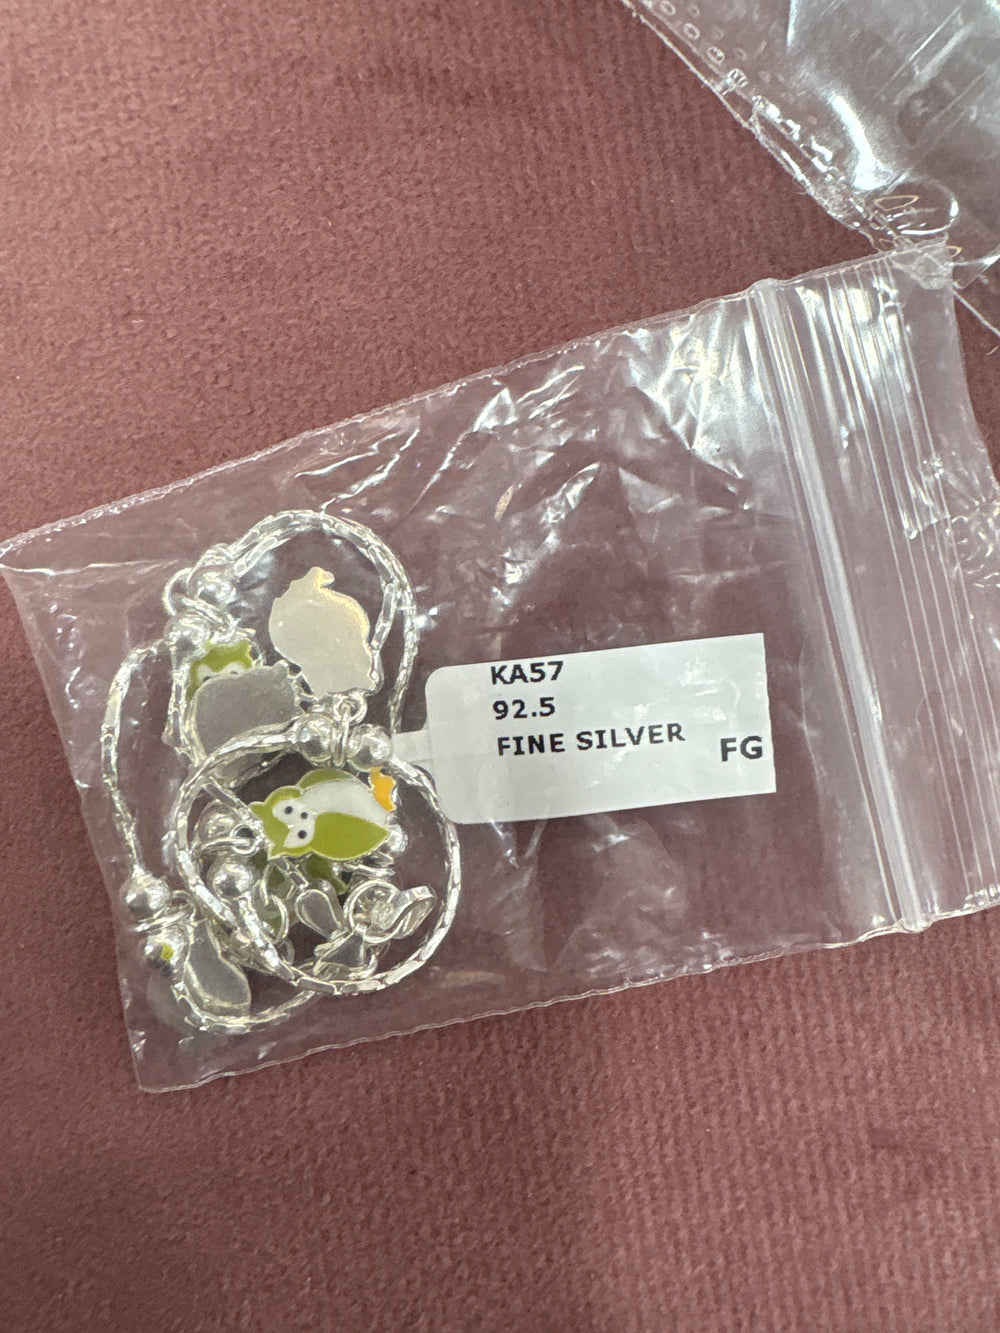 KA57
92.5
FINE SILVER
FG